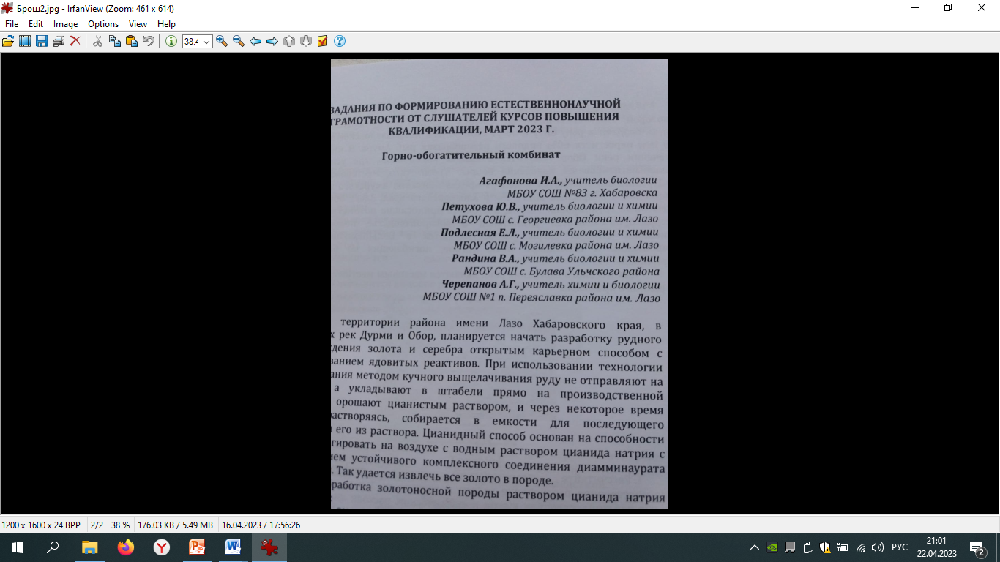 Брош2.jpg - IrfanView (Zoom: 461 x 614)
File Edit Image Options View Help
38.4
ЗАДАНИЯ ПО ФОРМИРОВАНИЮ ЕСТЕСТВЕННОНАУЧНОЙ
ГРАМОТНОСТИ ОТ СЛУШАТЕЛЕЙ КУРСОВ ПОВЫШЕНИЯ
КВАЛИФИКАЦИИ, МАРТ 2023 Г.
Горно-обогатительный комбинат
Агафонова И.А., учитель биологии
МБОУ СОШ №83 г. Хабаровска
Петухова Ю.В., учитель биологии и химии
МБОУ СОШ с. Георгиевка района им. Лазо
Подлесная Е.Л., учитель биологии и химии
МБОУ СОШ с. Могилевка района им. Лазо
Рандина В.А., учитель биологии и химии
МБОУ СОШ с. Булава Ульчского района
Черепанов А.Г., учитель химии и биологии
МБОУ СОШ №1 п. Переяславка района им. Лазо
территории района имени Лазо Хабаровского края, в
х рек Дурми и Обор, планируется начать разработку рудного
дения золота и серебра открытым карьерном способом с
ванием ядовитых реактивов. При использовании технологии
ания методом кучного выщелачивания руду не отправляют на
а укладывают в штабели прямо на производственной
орошают цианистым раствором, и через некоторое время
растворяясь, собирается в емкости для последующего
его из раствора. Цианидный способ основан на способности
гировать на воздухе с водным раствором цианида натрия с
ием устойчивого комплексного соединения диамминаурата
. Так удается извлечь все золото в породе.
работка золотоносной породы раствором цианида натрия
1200 x 1600 x 24 BPP 2/2 38 % 176.03 KB / 5.49 MB 16.04.2023 / 17:56:26
РУС 21:01
22.04.2023 2